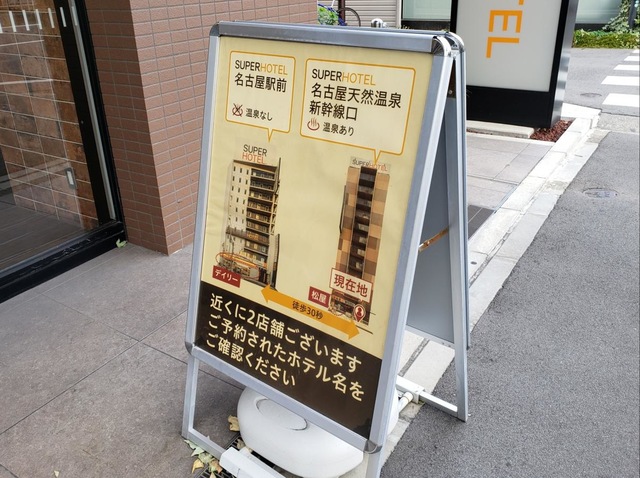 TEL
SUPERHOTEL
名古屋駅前
温泉なし
SUPERHOTEL
名古屋天然温泉
新幹線口
温泉あり
SUPER
HOTEL
SUPERHOTEL
デイリー
松屋
現在地
徒歩30秒
近くに2店舗ございます
ご予約されたホテル名を
ご確認ください